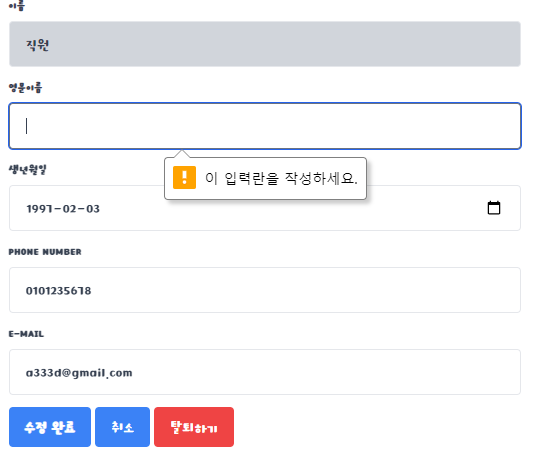 이름
직원
영문이름
이 입력란을 작성하세요.
생년월일
1997-02-03
PHONE NUMBER
0101235678
E-MAIL
a333d@gmail.com
수정 완료 취소 탈퇴하기